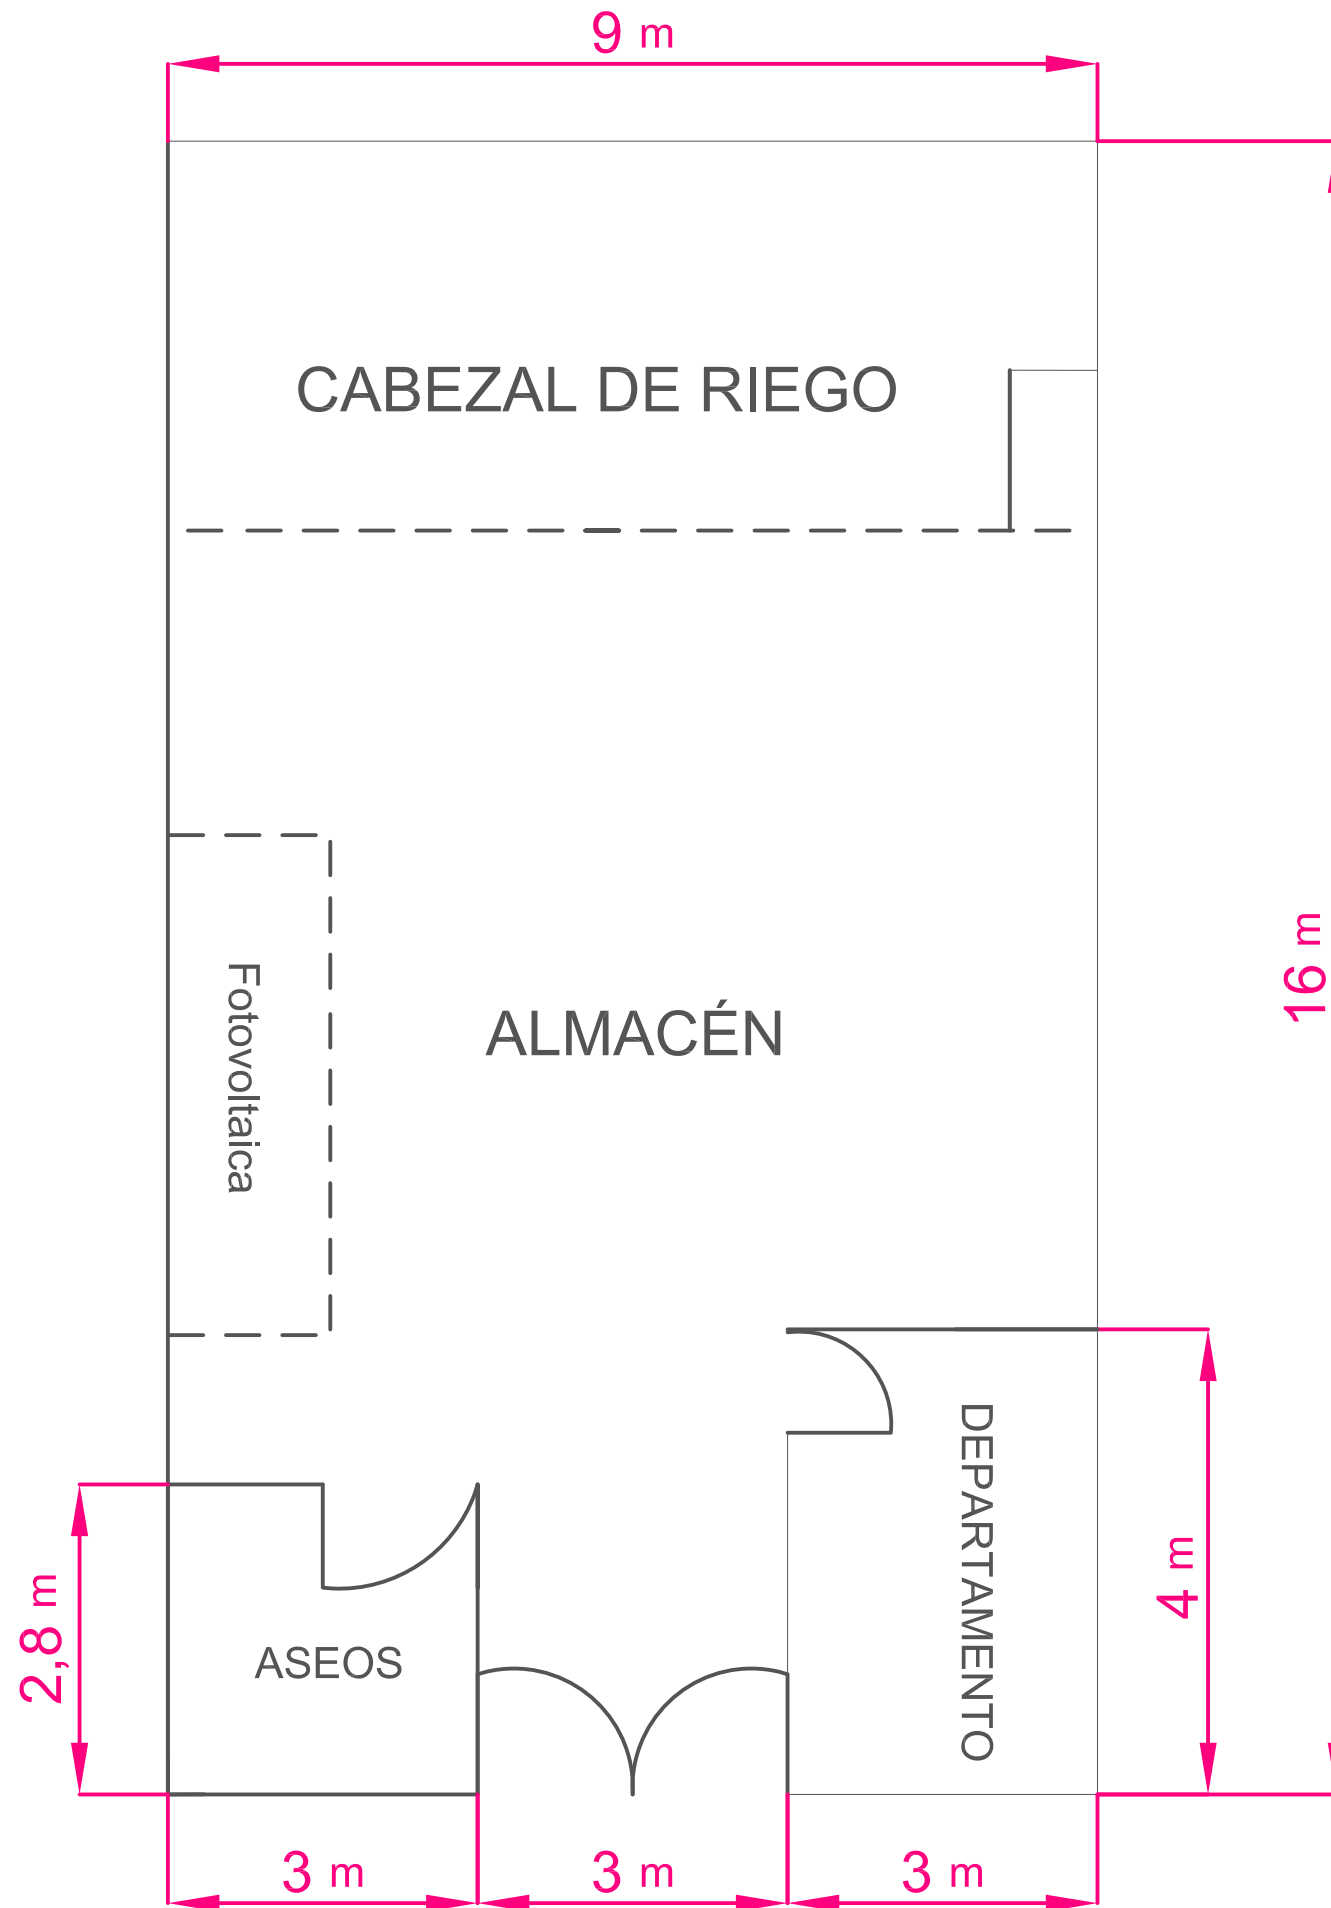 9 m
CABEZAL DE RIEGO
16 m
Fotovoltaica
ALMACÉN
DEPARTAMENTO
4 m
2,8 m
ASEOS
3 m
3 m
3 m